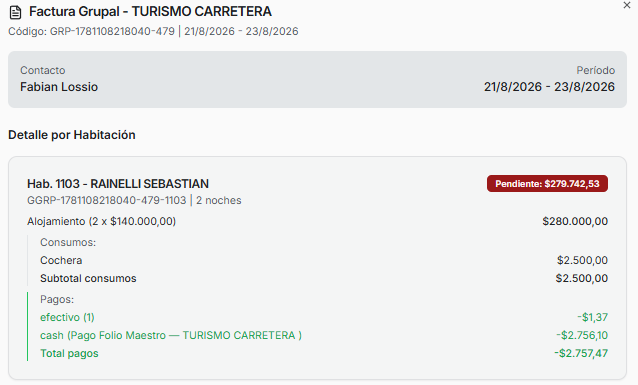 Factura Grupal - TURISMO CARRETERA
Código: GRP-1781108218040-479 | 21/8/2026 - 23/8/2026
Contacto Período
Fabian Lossio 21/8/2026 - 23/8/2026
Detalle por Habitación
Hab. 1103 - RAINELLI SEBASTIAN Pendiente: $279.742,53
GGRP-1781108218040-479-1103 | 2 noches
Alojamiento (2 x $140.000,00) $280.000,00
Consumos:
Cochera $2.500,00
Subtotal consumos $2.500,00
Pagos:
efectivo (1) -$1,37
cash (Pago Folio Maestro — TURISMO CARRETERA ) -$2.756,10
Total pagos -$2.757,47